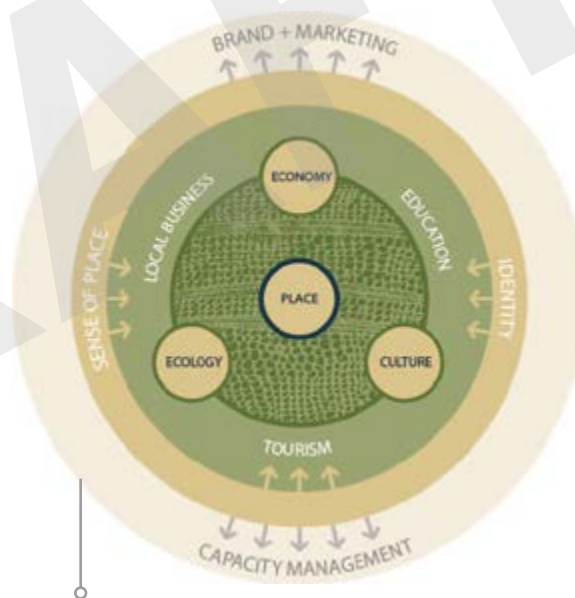 BRAND + MARKETING
ECONOMY
LOCAL BUSINESS
EDUCATION
SENSE OF PLACE
PLACE
IDENTITY
ECOLOGY
CULTURE
TOURISM
CAPACITY MANAGEMENT